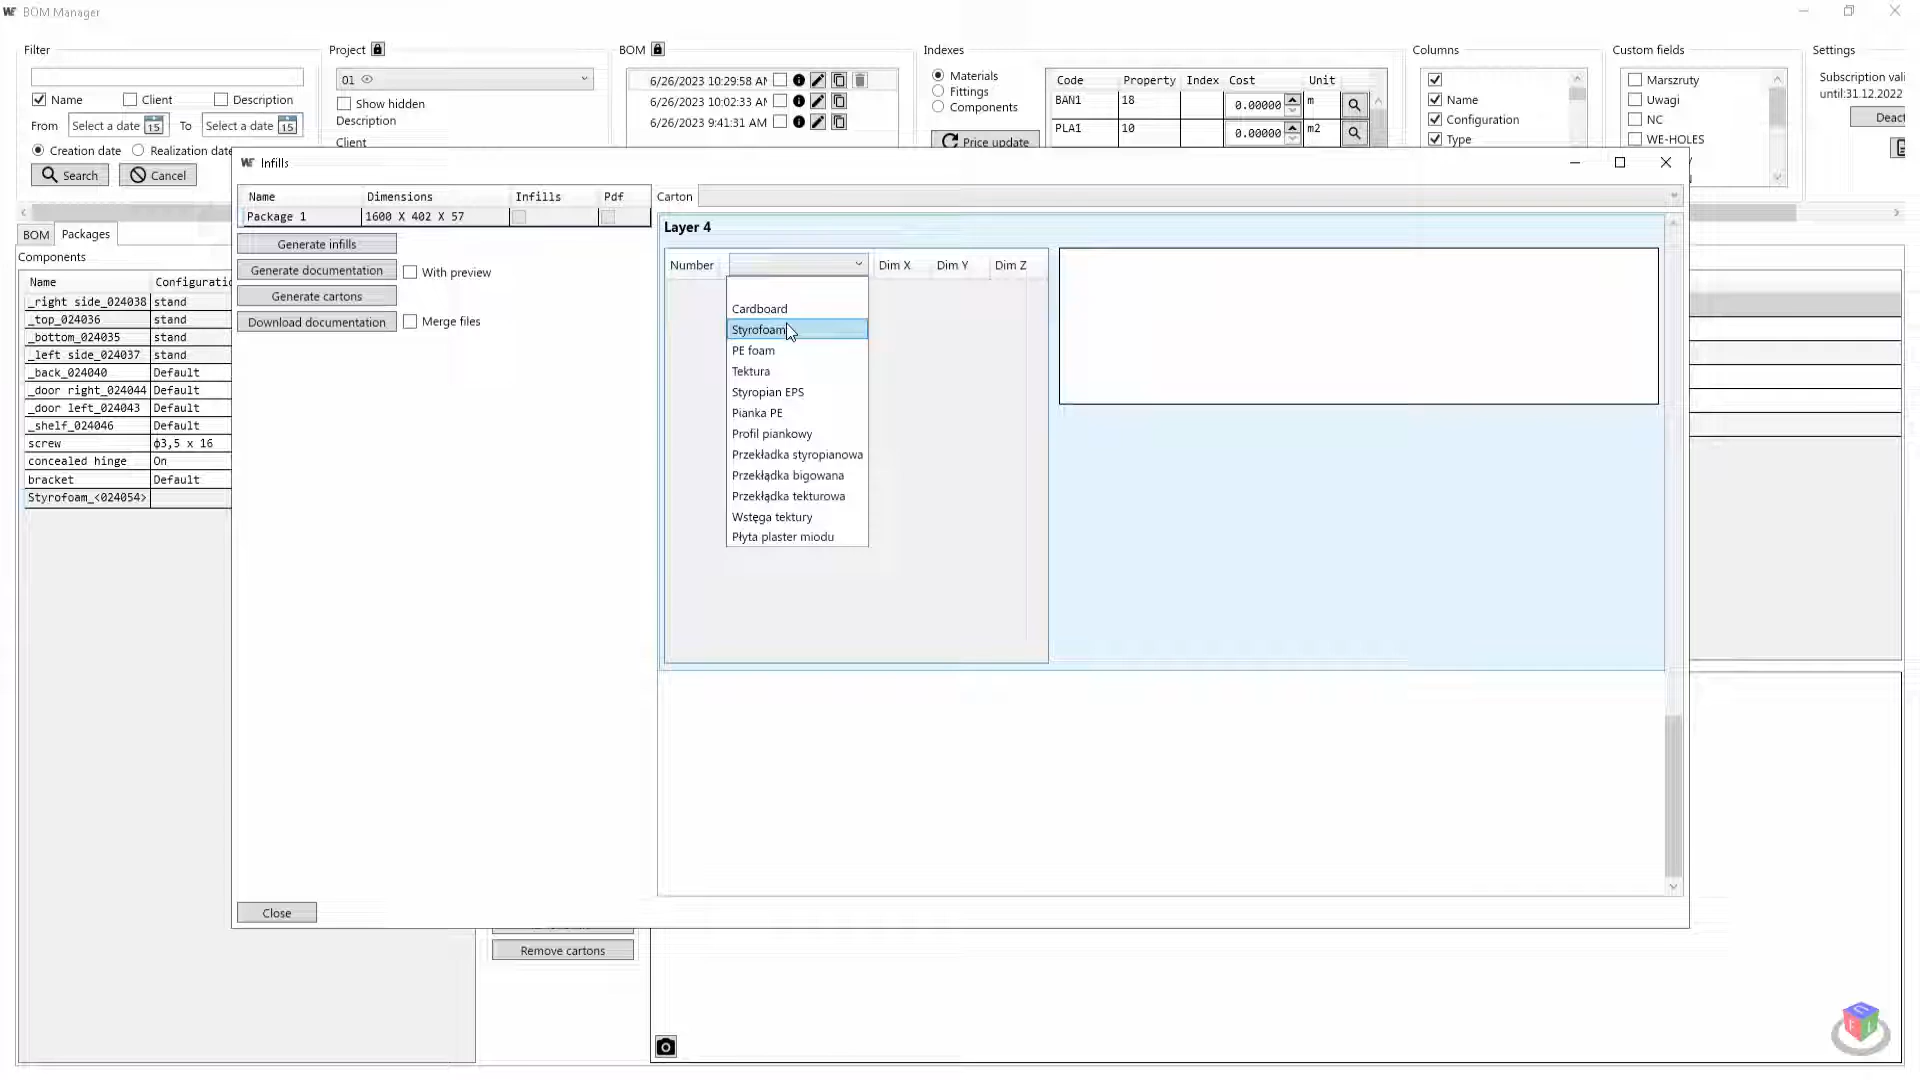 BOM Manager
Filter
Name
Client
Description
From
Select a date
15
To
Select a date
15
Creation date
Realization date
Search
Cancel
Project
01
Show hidden
Description
Client
BOM
6/26/2023 10:29:58 AM
6/26/2023 10:02:33 AM
6/26/2023 9:41:31 AM
Indexes
Materials
Fittings
Components
Price update
Code Property Index Cost Unit
BAN1 18 0.00000 m
PLA1 10 0.00000 m2
Columns
Name
Configuration
Type
Custom fields
Marszruty
Uwagi
NC
WE-HOLES
Settings
Subscription vali
until:31.12.2022
Deact
BOM
Packages
Components
Name Configuratio
_right side_024038 stand
_top_024036 stand
_bottom_024035 stand
_left side_024037 stand
_back_024040 Default
_door right_024044 Default
_door left_024043 Default
_shelf_024046 Default
screw ϕ3,5 x 16
concealed hinge On
bracket Default
Styrofoam_<024054>
Infills
Name Dimensions Infills Pdf
Package 1 1600 X 402 X 57
Generate infills
Generate documentation
With preview
Generate cartons
Download documentation
Merge files
Close
Carton
Layer 4
Number Dim X Dim Y Dim Z
Cardboard
Styrofoam
PE foam
Tektura
Styropian EPS
Pianka PE
Profil piankowy
Przekładka styropianowa
Przekładka bigowana
Przekładka tekturowa
Wstęga tektury
Płyta plaster miodu
Remove cartons